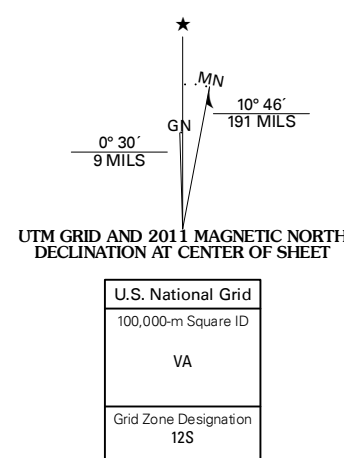 ★
MN
10° 46´
191 MILS
GN
0° 30´
9 MILS
UTM GRID AND 2011 MAGNETIC NORTH
DECLINATION AT CENTER OF SHEET
U.S. National Grid
100,000-m Square ID
VA
Grid Zone Designation
12S